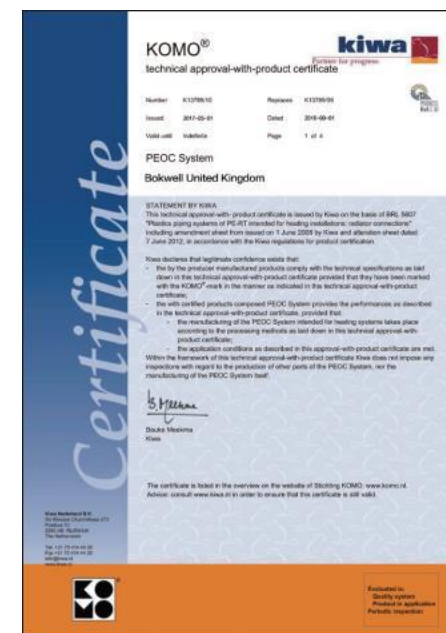 KOMO®
kiwa
Partner for progress
technical approval-with-product certificate
Number K13799/10 Replaces
Issued 2017-05-01 Dated
Valid until Indefinite Page 1 of 4
PEOC System
Bokwell United Kingdom
Certificate
STATEMENT BY KIWA
This technical approval-with- product certificate is issued by Kiwa on the basis of BRL 5607
"Plastics piping systems of PE-RT intended for heating installations: radiator connections"
including amendment sheet from issued on 1 June 2008 by Kiwa and alteration sheet dated
7 June 2012, in accordance with the Kiwa regulations for product certification.
Kiwa declares that legitimate confidence exists that:
- the by the producer manufactured products comply with the technical specifications as laid
down in this technical approval-with-product certificate provided that they have been marked
with the KOMO®-mark in the manner as indicated in this technical approval-with-product
certificate;
- the with certified products composed PEOC System provides the performances as described
in the technical approval-with-product certificate, provided that:
- the manufacturing of the PEOC System intended for heating systems takes place
according to the processing methods as laid down in this technical approval-with-
product certificate;
- the application conditions as described in this approval-with-product certificate are met.
Within the framework of this technical approval-with-product certificate Kiwa does not impose any
inspections with regard to the production of other parts of the PEOC System, nor the
manufacturing of the PEOC System itself.
Bouke Meekma
Kiwa
The certificate is listed in the overview on the website of Stichting KOMO: www.komo.nl.
Advice: consult www.kiwa.nl in order to ensure that this certificate is still valid.
Kiwa Nederland B.V.
The Netherlands
KOMO
®
Evaluated is:
Quality system
Product in application
Periodic inspection